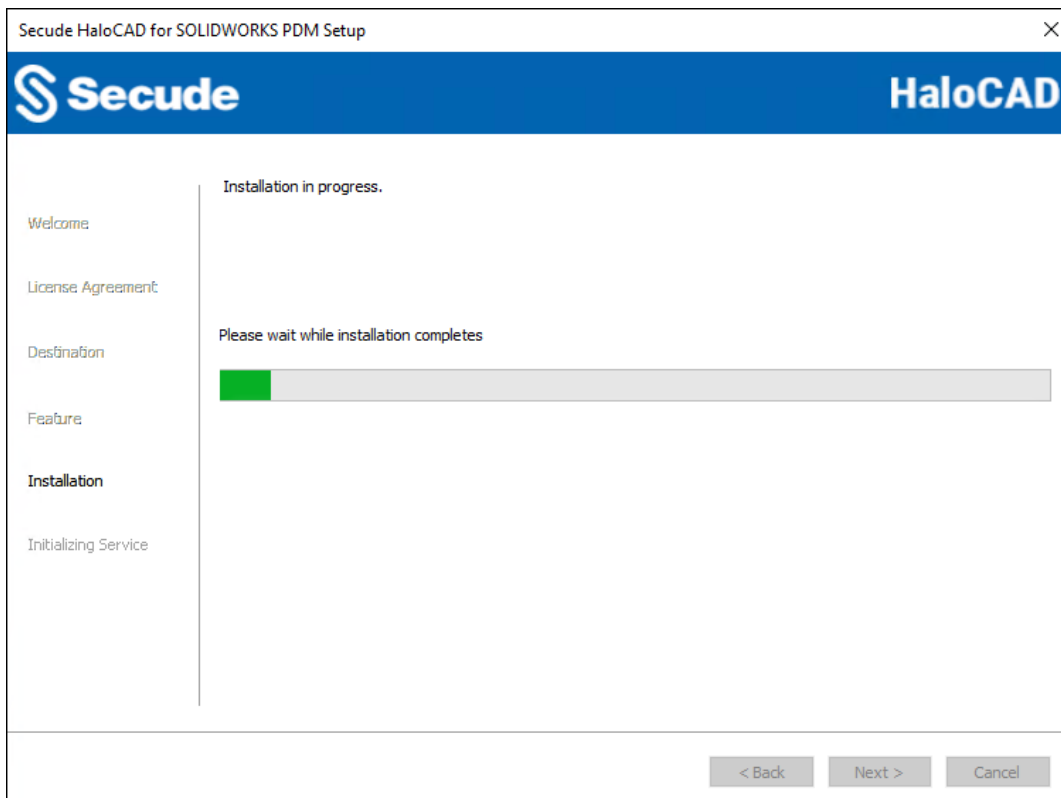 Secude HaloCAD for SOLIDWORKS PDM Setup
Secude
HaloCAD
Installation in progress.
Welcome
License Agreement
Please wait while installation completes
Destination
Feature
Installation
Initializing Service
< Back
Next >
Cancel